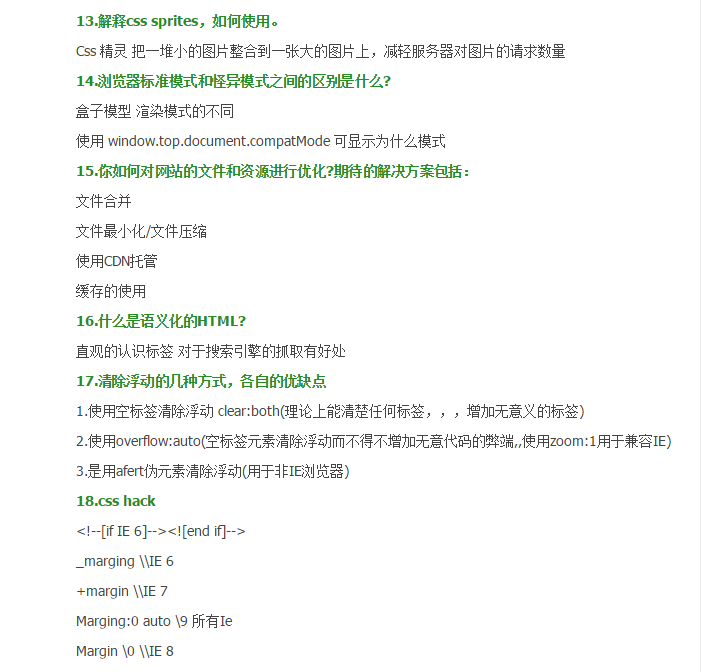 13.解释css sprites，如何使用。
Css 精灵 把一堆小的图片整合到一张大的图片上，减轻服务器对图片的请求数量
14.浏览器标准模式和怪异模式之间的区别是什么?
盒子模型 渲染模式的不同
使用 window.top.document.compatMode 可显示为什么模式
15.你如何对网站的文件和资源进行优化?期待的解决方案包括：
文件合并
文件最小化/文件压缩
使用CDN托管
缓存的使用
16.什么是语义化的HTML?
直观的认识标签 对于搜索引擎的抓取有好处
17.清除浮动的几种方式，各自的优缺点
1.使用空标签清除浮动 clear:both(理论上能清楚任何标签，，，增加无意义的标签)
2.使用overflow:auto(空标签元素清除浮动而不得不增加无意代码的弊端,,使用zoom:1用于兼容IE)
3.是用afert伪元素清除浮动(用于非IE浏览器)
18.css hack
<!--[if IE 6]--><![end if]-->
_marging \\IE 6
+margin \\IE 7
Marging:0 auto \9 所有Ie
Margin \0 \\IE 8